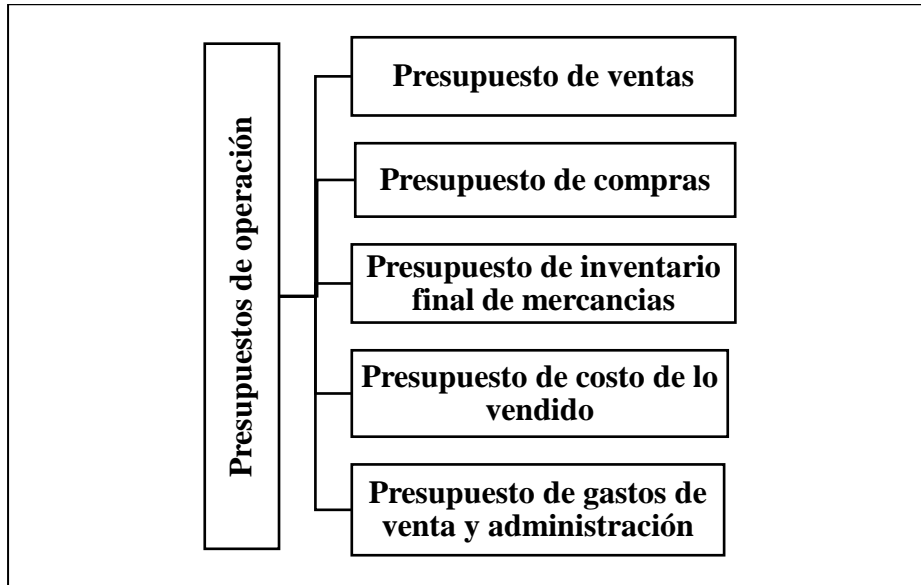 Presupuestos de operación
Presupuesto de ventas
Presupuesto de compras
Presupuesto de inventario
final de mercancias
Presupuesto de costo de lo
vendido
Presupuesto de gastos de
venta y administración